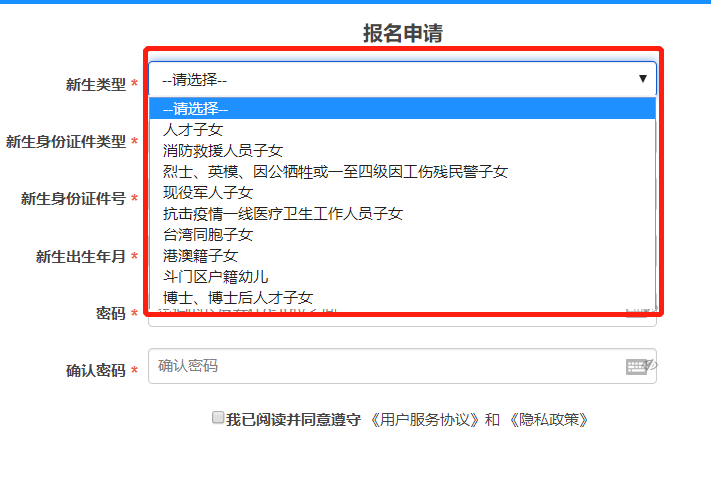 报名申请
新生类型 *
--请选择--
--请选择--
人才子女
消防救援人员子女
烈士、英模、因公牺牲或一至四级因工伤残民警子女
现役军人子女
抗击疫情一线医疗卫生工作人员子女
台湾同胞子女
港澳籍子女
斗门区户籍幼儿
博士、博士后人才子女
新生身份证件类型 *
新生身份证件号 *
新生出生年月 *
密码 *
确认密码 *
确认密码
我已阅读并同意遵守 《用户服务协议》和 《隐私政策》